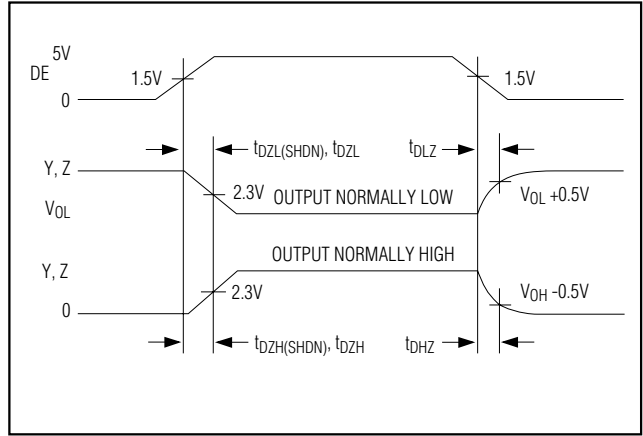 5V
DE
1.5V
1.5V
0
tDZL(SHDN), tDZL
tDLZ
Y, Z
2.3V
OUTPUT NORMALLY LOW
VOL +0.5V
VOL
OUTPUT NORMALLY HIGH
Y, Z
2.3V
VOH -0.5V
0
tDZH(SHDN), tDZH
tDHZ